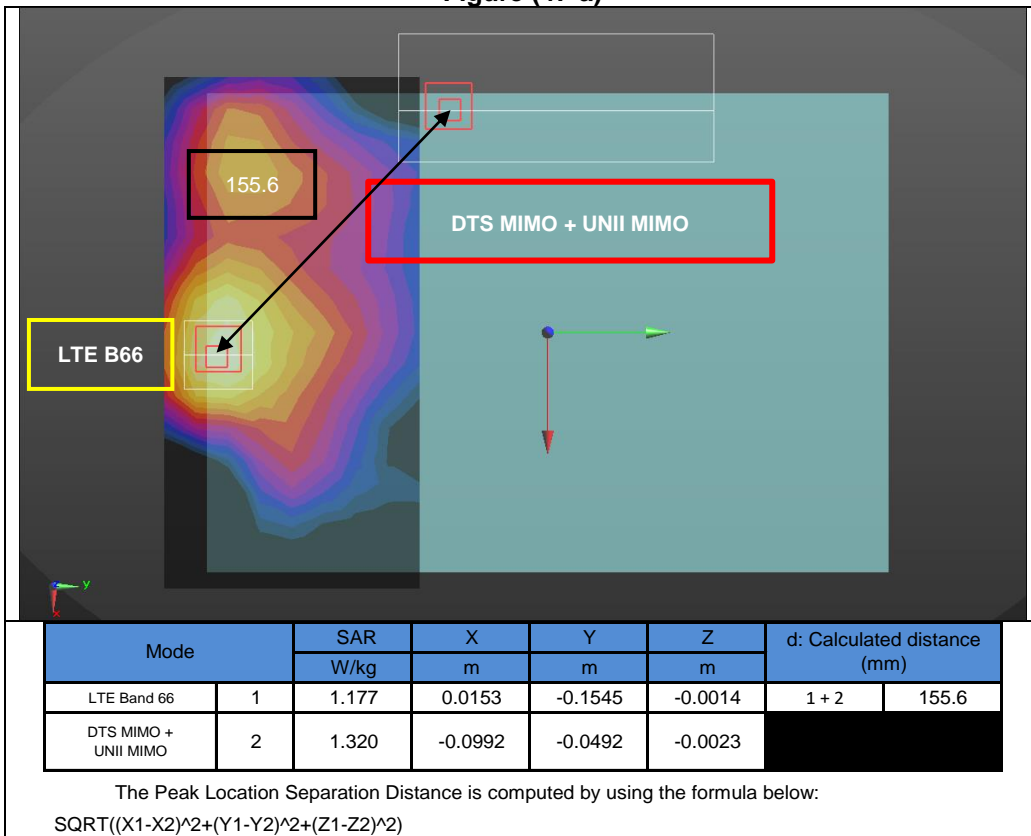 155.6
DTS MIMO + UNII MIMO
LTE B66
y
x
Mode SAR X Y Z d: Calculated distance (mm)
W/kg m m m
LTE Band 66 1 1.177 0.0153 -0.1545 -0.0014 1 + 2 155.6
DTS MIMO +
UNII MIMO 2 1.320 -0.0992 -0.0492 -0.0023
The Peak Location Separation Distance is computed by using the formula below:
SQRT((X1-X2)^2+(Y1-Y2)^2+(Z1-Z2)^2)